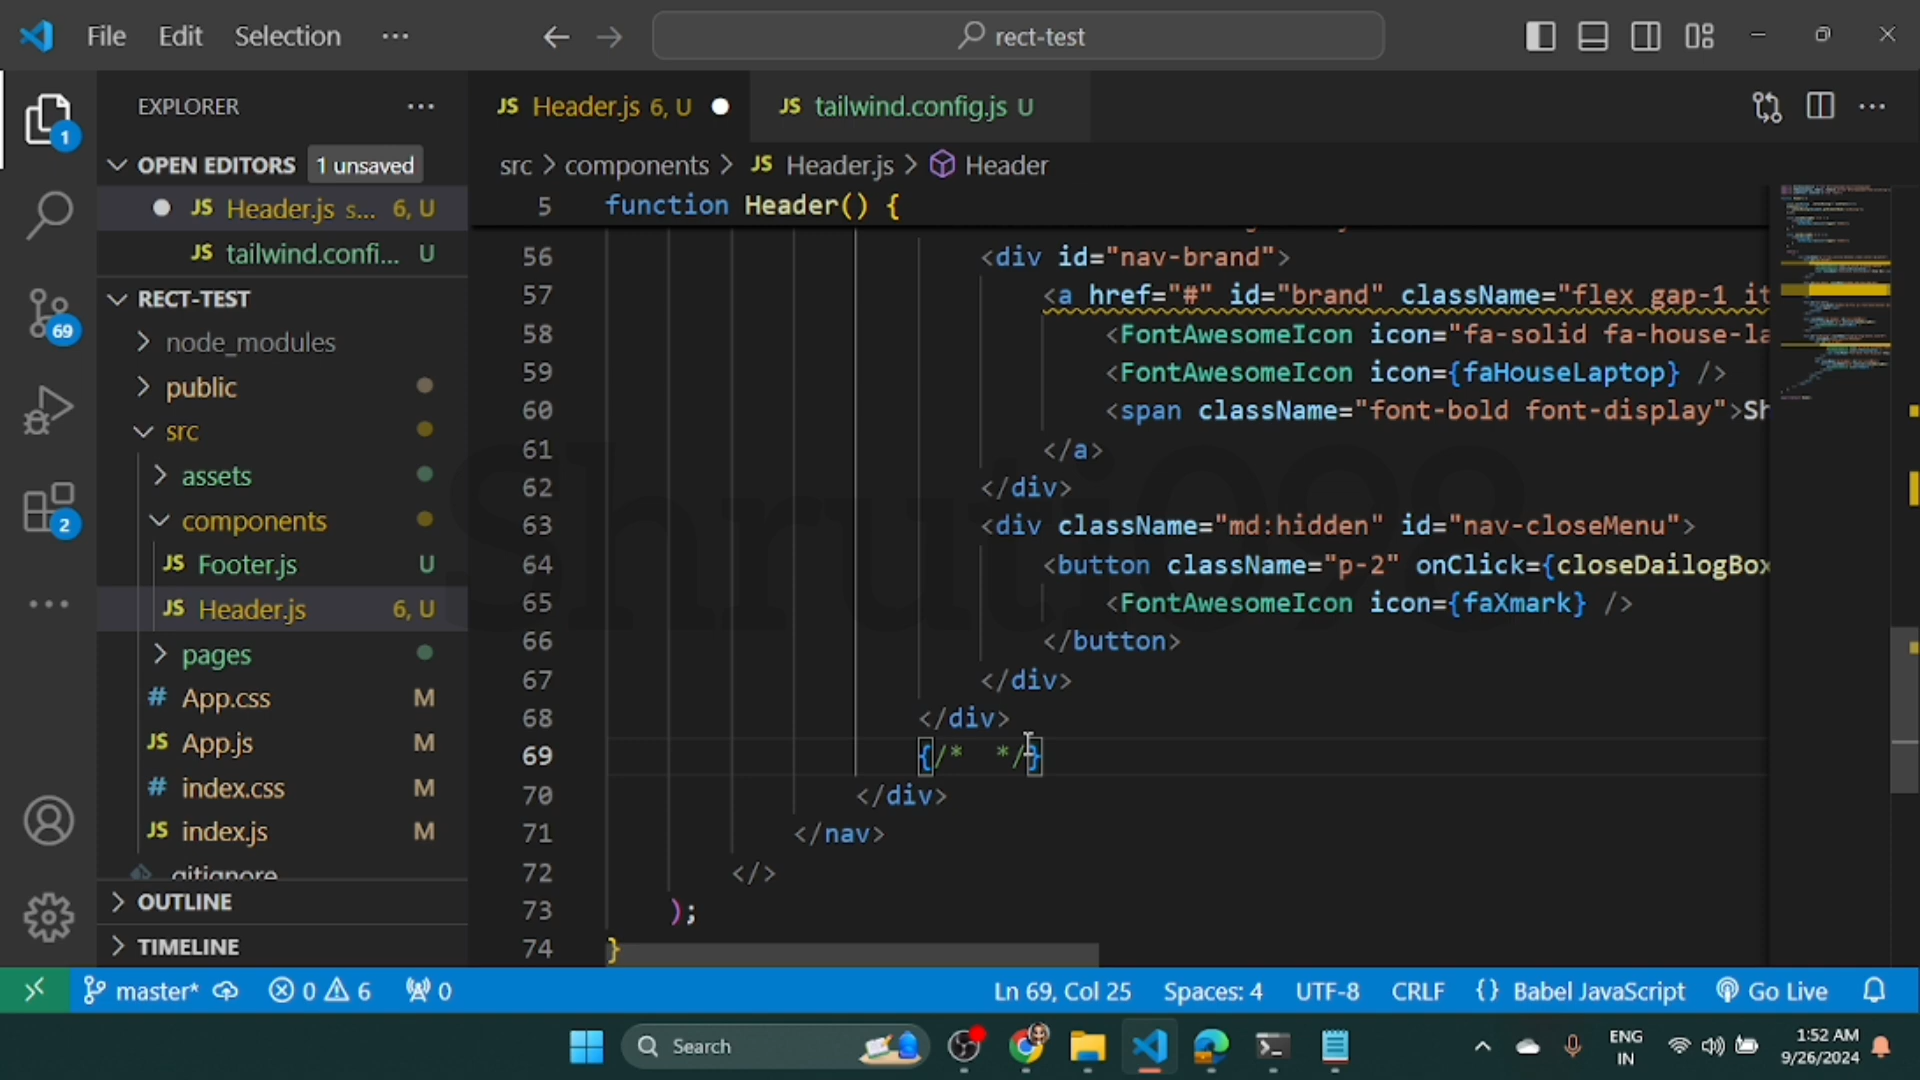 File Edit Selection ··· rect-test
EXPLORER
OPEN EDITORS 1 unsaved
JS Header.js s... 6, U
JS tailwind.confi... U
RECT-TEST
node_modules
public
src
assets
components
JS Footer.js U
JS Header.js 6, U
pages
# App.css M
JS App.js M
# index.css M
JS index.js M
.gitignore
OUTLINE
TIMELINE
1
69
2
JS Header.js 6, U
JS tailwind.config.js U
src > components > JS Header.js > Header
5 function Header() {
56 <div id="nav-brand">
57 <a href="#" id="brand" className="flex gap-1 it
58 <FontAwesomeIcon icon="fa-solid fa-house-la
59 <FontAwesomeIcon icon={faHouseLaptop} />
60 <span className="font-bold font-display">Sh
61 </a>
62 </div>
63 <div className="md:hidden" id="nav-closeMenu">
64 <button className="p-2" onClick={closeDailogBox
65 <FontAwesomeIcon icon={faXmark} />
66 </button>
67 </div>
68 </div>
69 {/*  */}
70 </div>
71 </nav>
72 </>
73 );
74 }
Shruti098
master* 0 6 0 Ln 69, Col 25 Spaces: 4 UTF-8 CRLF {} Babel JavaScript Go Live
Search
ENG
IN
1:52 AM
9/26/2024